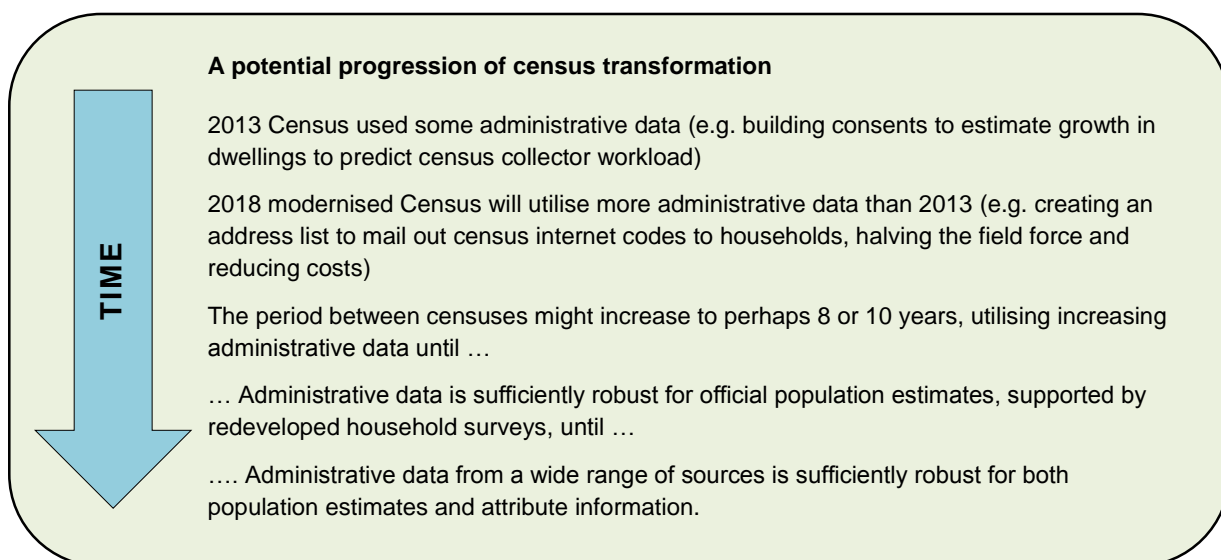 A potential progression of census transformation
2013 Census used some administrative data (e.g. building consents to estimate growth in
dwellings to predict census collector workload)
2018 modernised Census will utilise more administrative data than 2013 (e.g. creating an
address list to mail out census internet codes to households, halving the field force and
reducing costs)
TIME
The period between censuses might increase to perhaps 8 or 10 years, utilising increasing
administrative data until …
… Administrative data is sufficiently robust for official population estimates, supported by
redeveloped household surveys, until …
…. Administrative data from a wide range of sources is sufficiently robust for both
population estimates and attribute information.